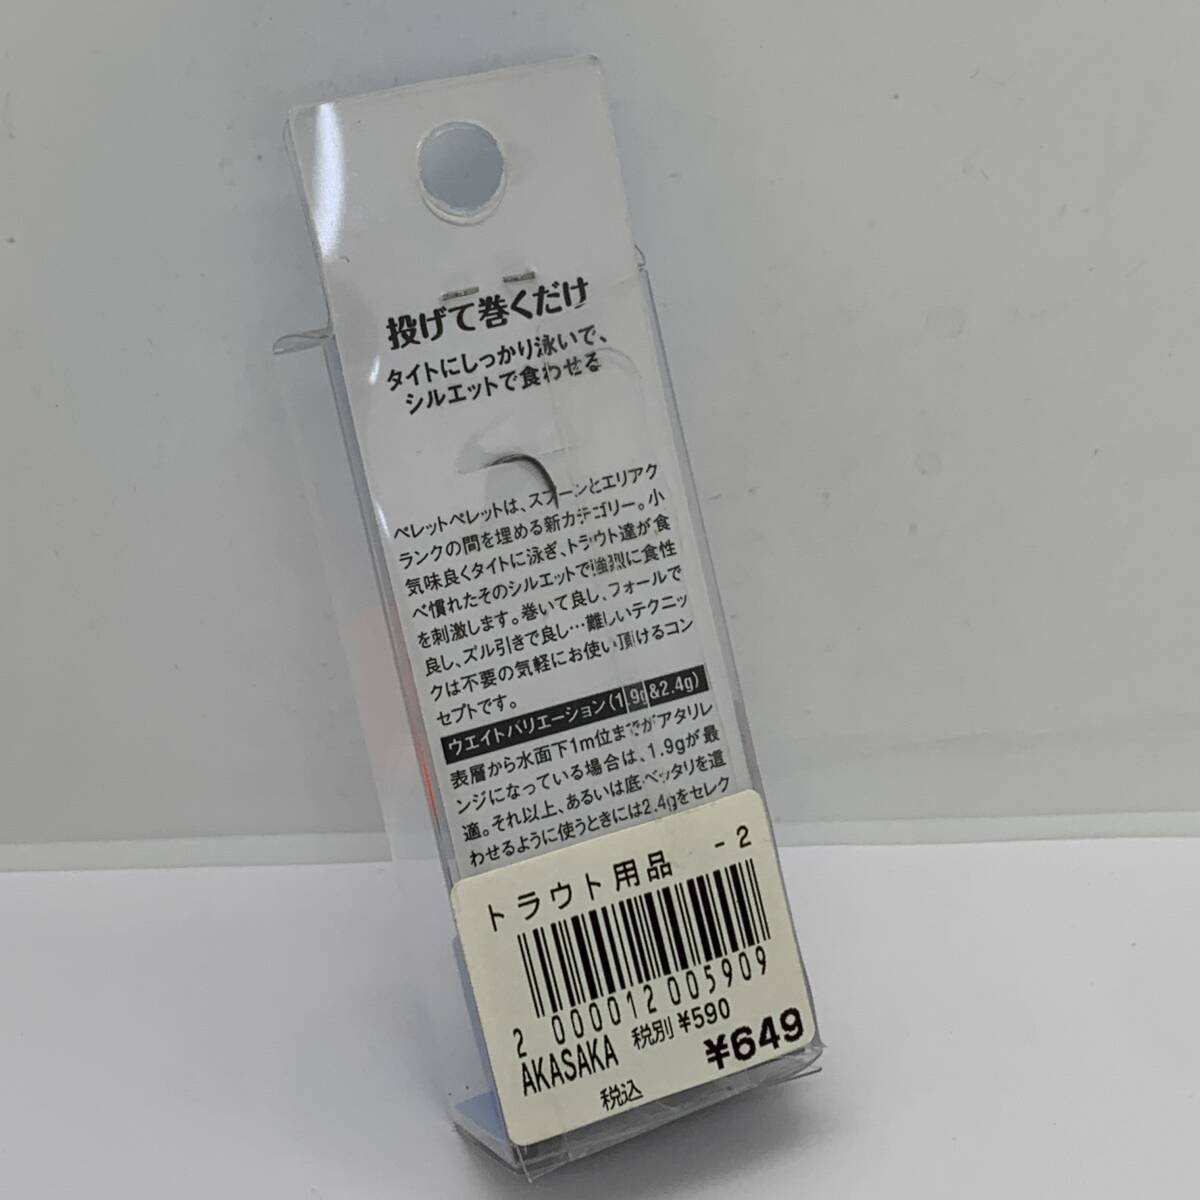 投げて巻くだけ
タイトにしっかり泳いで、
シルエットで食わせる
ペレットペレットは、スプーンとエリアク
ランクの間を埋める新カテゴリー。小
気味良くタイトに泳ぎ、トラウト達が食
べ慣れたそのシルエットで強烈に食性
を刺激します。巻いて良し、フォールで
良し、ズル引きで良し…難しいテクニッ
クは不要の気軽にお使い頂けるコン
セプトです。
ウエイトバリエーション(1.9g&2.4g)
表層から水面下1m位までがアタリレ
ンジになっている場合は、1.9gが最
適。それ以上、あるいは底ベッタリを這
わせるように使うときには2.4gをセレク
トラウト用品 -2
2 000012 005909
AKASAKA 税別 ¥590
税込 ¥649